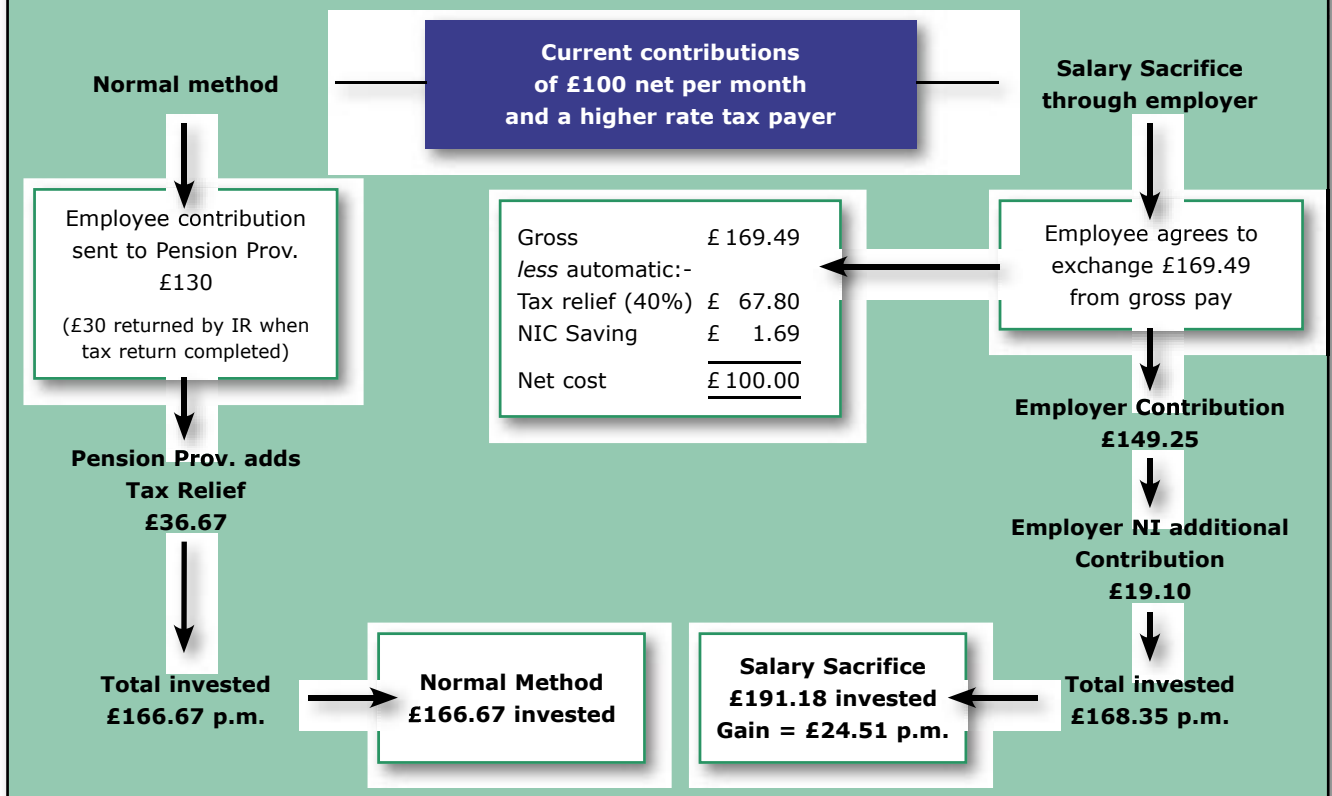 Current contributions
of £100 net per month
and a higher rate tax payer
Normal method
Employee contribution
sent to Pension Prov.
£130
(£30 returned by IR when
tax return completed)
Pension Prov. adds
Tax Relief
£36.67
Total invested
£166.67 p.m.
Normal Method
£166.67 invested
Salary Sacrifice
through employer
Employee agrees to
exchange £169.49
from gross pay
Gross £ 169.49
less automatic:-
Tax relief (40%) £ 67.80
NIC Saving £ 1.69
Net cost £ 100.00
Employer Contribution
£149.25
Employer NI additional
Contribution
£19.10
Total invested
£168.35 p.m.
Salary Sacrifice
£191.18 invested
Gain = £24.51 p.m.